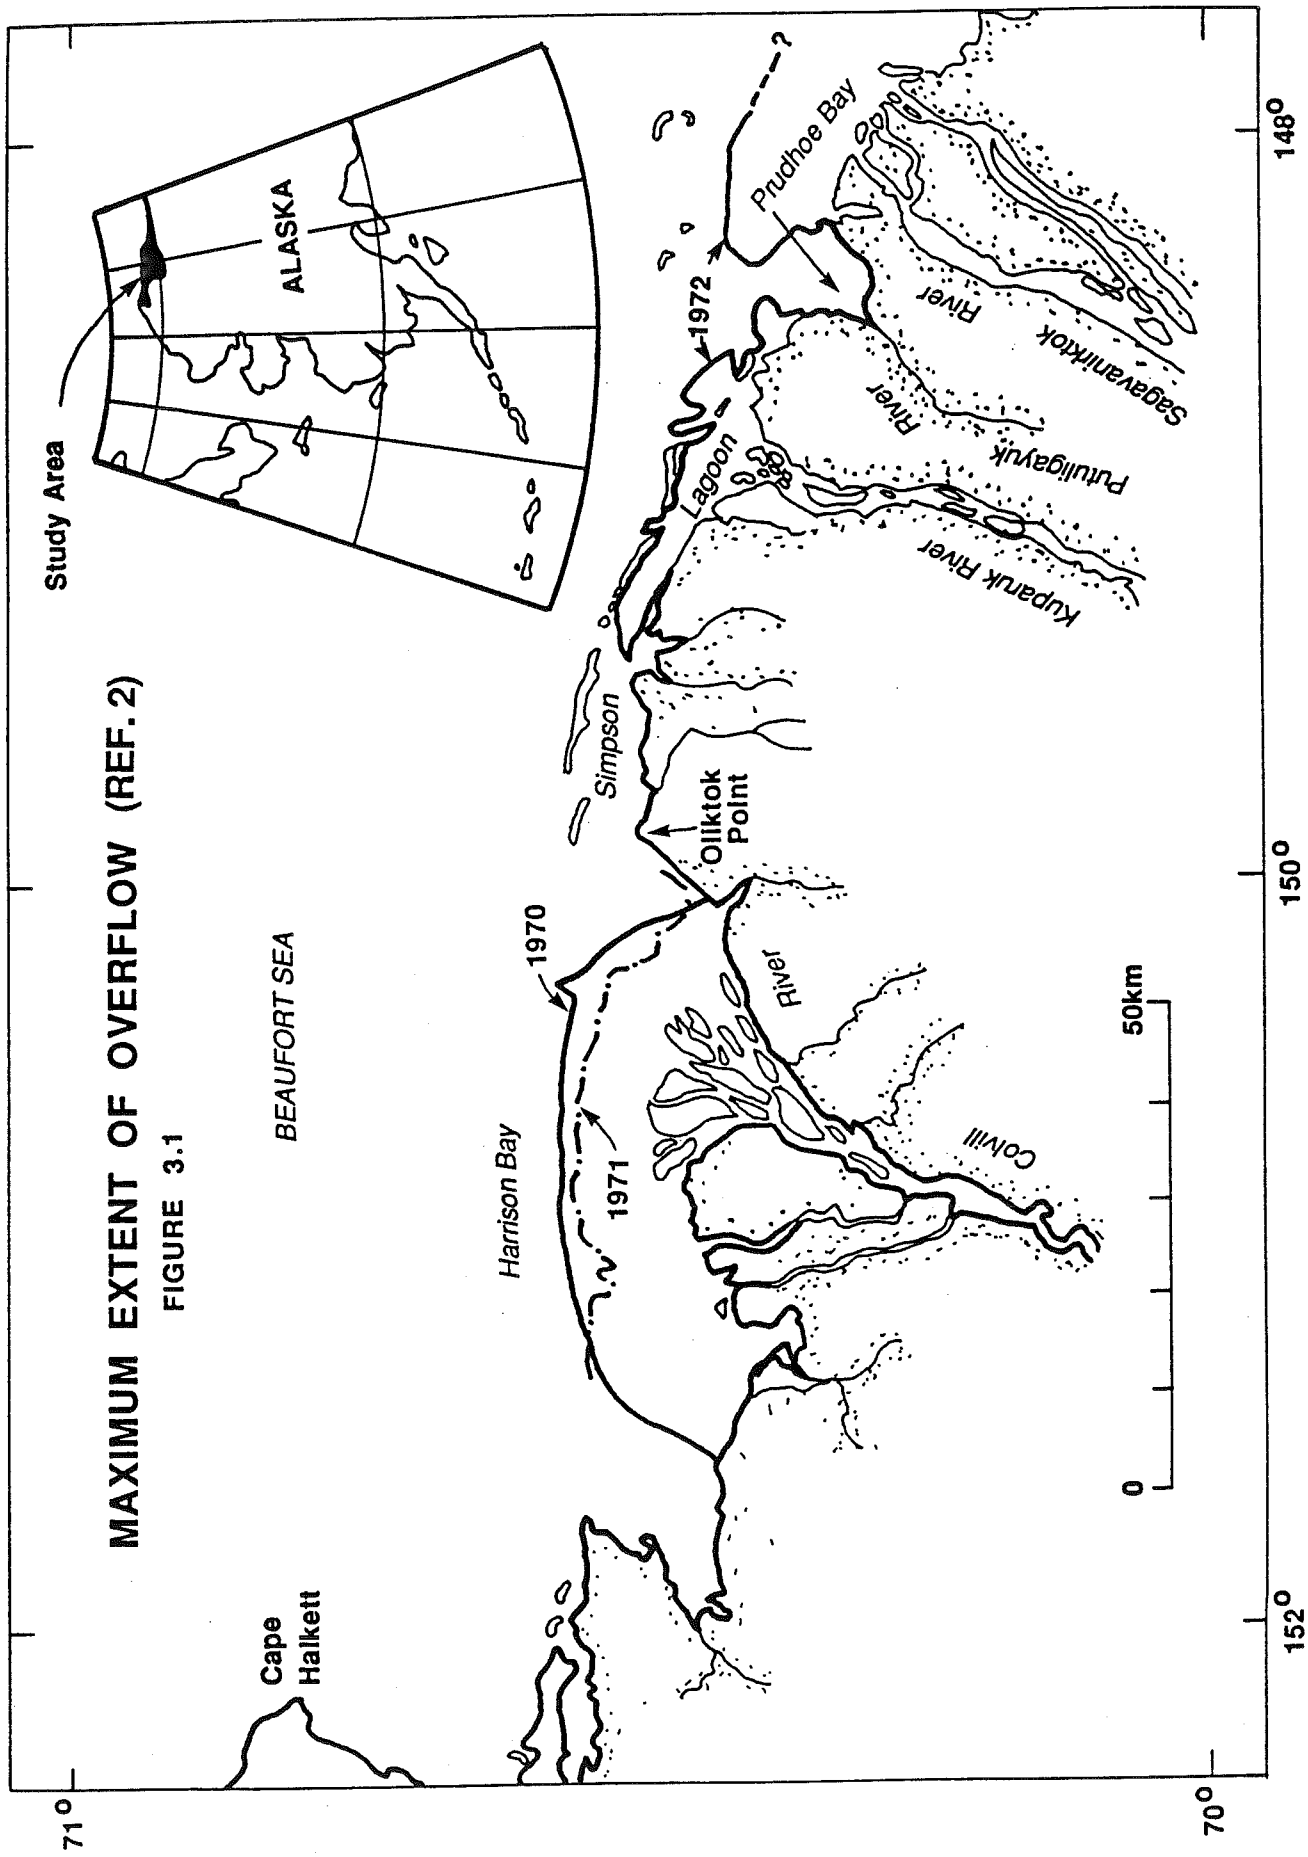 MAXIMUM EXTENT OF OVERFLOW (REF. 2)
FIGURE 3.1
Study Area
ALASKA
71°
Cape
Halkett
BEAUFORT SEA
Harrison Bay
1970
1971
Simpson
Lagoon
1972
?
Prudhoe Bay
Oliktok
Point
River
Colvill
Kuparuk River
Putuligayuk
River
Sagavanirktok
River
0
50km
70°
152°
150°
148°